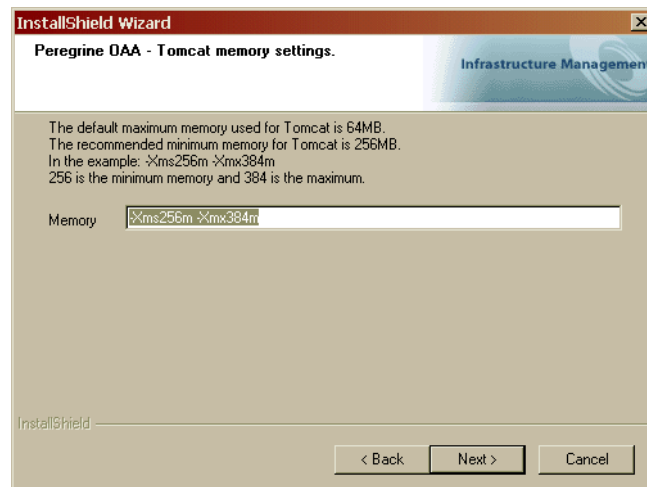 InstallShield Wizard
Peregrine OAA - Tomcat memory settings.
Infrastructure Managemen
The default maximum memory used for Tomcat is 64MB.
The recommended minimum memory for Tomcat is 256MB.
In the example: -Xms256m -Xmx384m
256 is the minimum memory and 384 is the maximum.
Memory -Xms256m -Xmx384m
InstallShield
< Back Next > Cancel